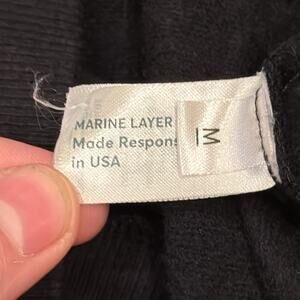 MARINE LAYER
Made Respons
in USA
M